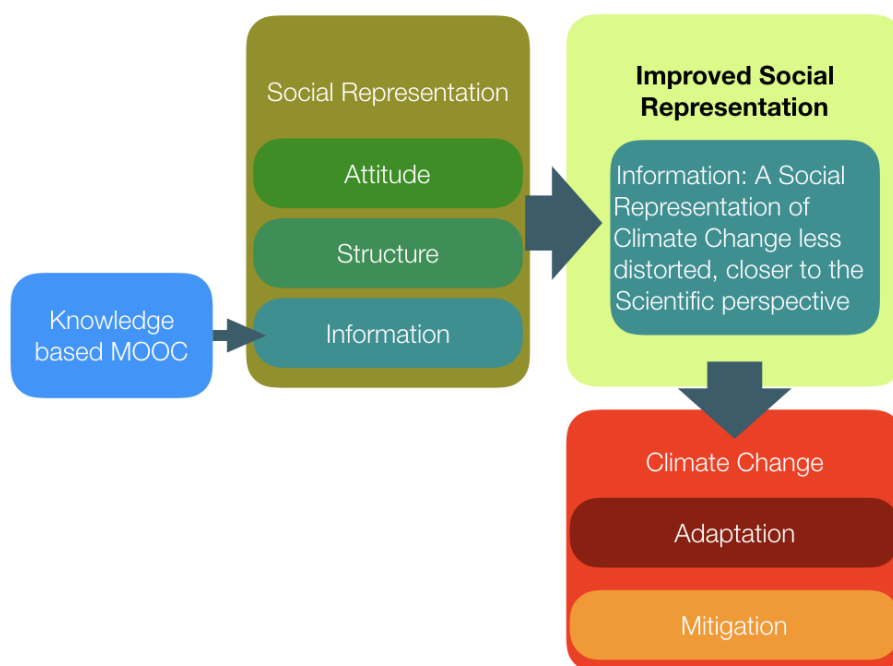 Social Representation
Attitude
Structure
Information
Knowledge
based MOOC
Improved Social
Representation
Information: A Social
Representation of
Climate Change less
distorted, closer to the
Scientific perspective
Climate Change
Adaptation
Mitigation